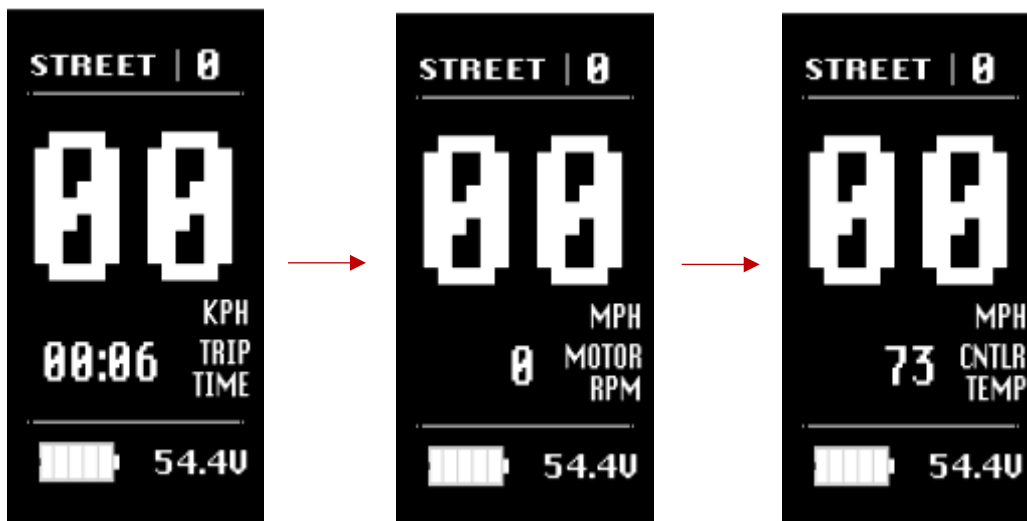 STREET | 0
00
KPH
00:06 TRIP
TIME
54.4V
STREET | 0
00
MPH
0 MOTOR
RPM
54.4V
STREET | 0
00
MPH
73 CNTLR
TEMP
54.4V